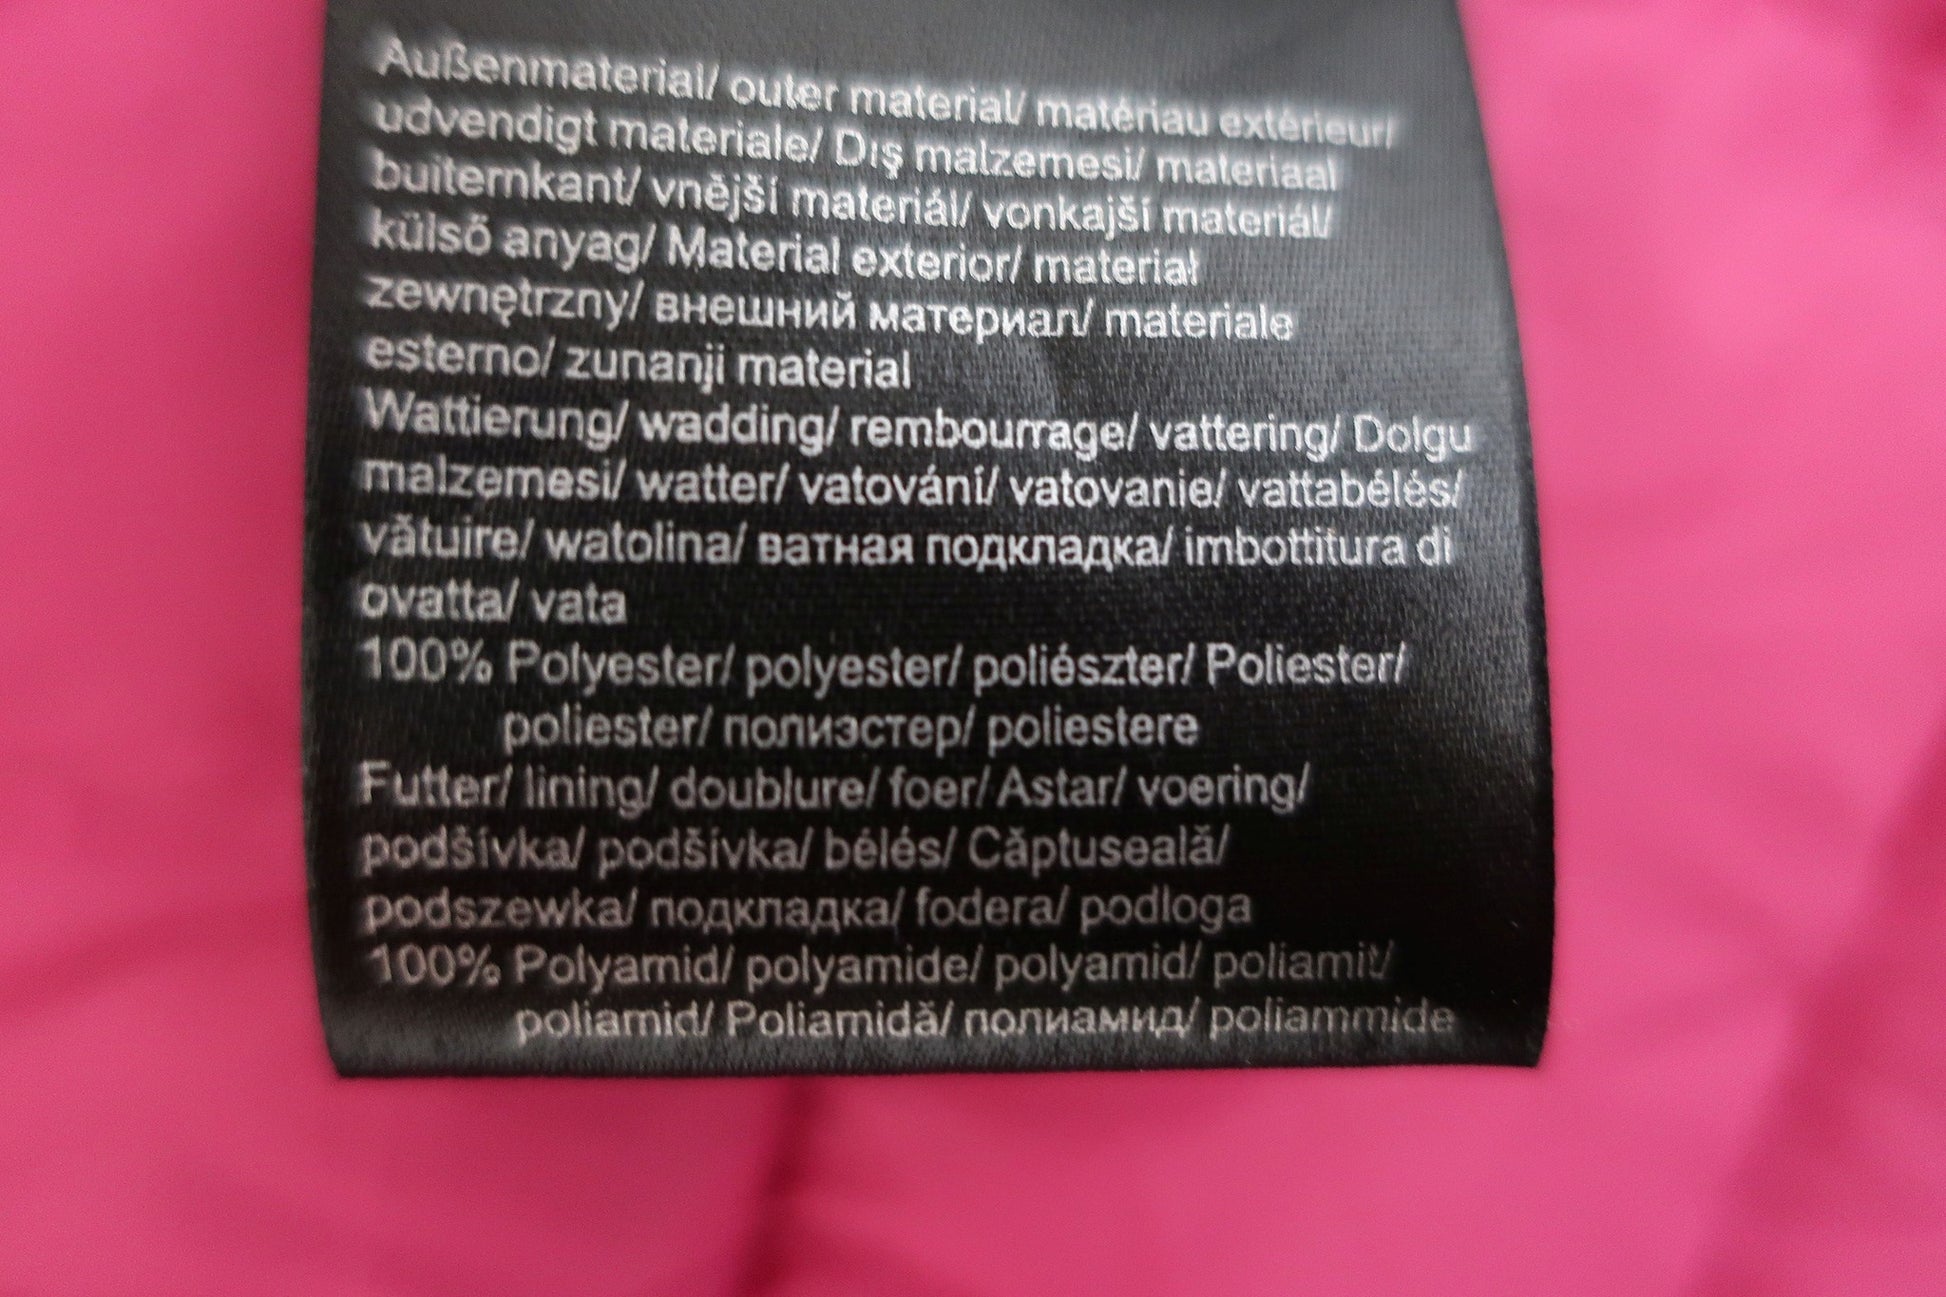 Außenmaterial/ outer material/ matériau extérieur/
udvendigt materiale/ Dış malzemesi/ materiaal
buitenkant/ vnější materiál/ vonkajší materiál/
külső anyag/ Material exterior/ materiał
zewnętrzny/ внешний материал/ materiale
esterno/ zunanji material
Wattierung/ wadding/ rembourrage/ vattering/ Dolgu
malzemesi/ watter/ vatování/ vatovanie/ vattabélés/
vătuire/ watolina/ ватная подкладка/ imbottitura di
ovatta/ vata
100% Polyester/ polyester/ poliészter/ Poliester/
poliester/ полиэстер/ poliestere
Futter/ lining/ doublure/ foer/ Astar/ voering/
podšívka/ podšívka/ bélés/ Căptuseală/
podszewka/ подкладка/ fodera/ podloga
100% Polyamid/ polyamide/ polyamid/ poliamit/
poliamid/ Poliamidă/ полиамид/ poliammide